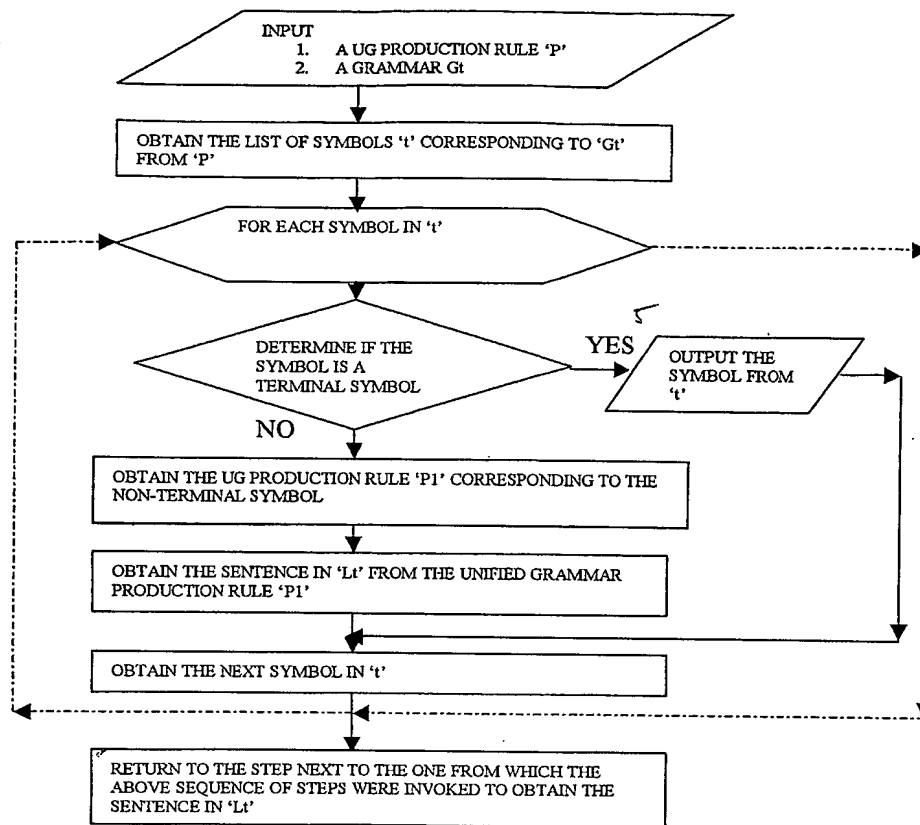 INPUT
1. A UG PRODUCTION RULE 'P'
2. A GRAMMAR Gt
OBTAIN THE LIST OF SYMBOLS 't' CORRESPONDING TO 'Gt'
FROM 'P'
FOR EACH SYMBOL IN 't'
DETERMINE IF THE
SYMBOL IS A
TERMINAL SYMBOL
YES
OUTPUT THE
SYMBOL FROM
't'
NO
OBTAIN THE UG PRODUCTION RULE 'P1' CORRESPONDING TO THE
NON-TERMINAL SYMBOL
OBTAIN THE SENTENCE IN 'Lt' FROM THE UNIFIED GRAMMAR
PRODUCTION RULE 'P1'
OBTAIN THE NEXT SYMBOL IN 't'
RETURN TO THE STEP NEXT TO THE ONE FROM WHICH THE
ABOVE SEQUENCE OF STEPS WERE INVOKED TO OBTAIN THE
SENTENCE IN 'Lt'